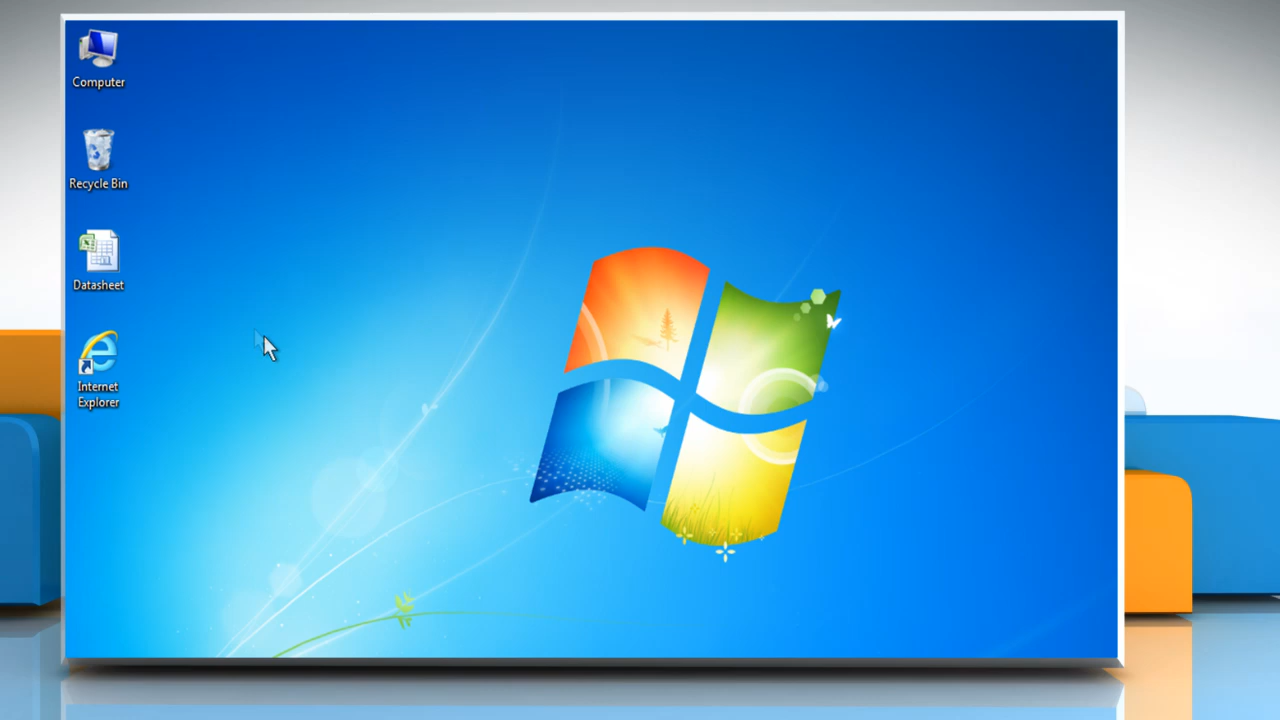 Computer
Recycle Bin
Datasheet
Internet
Explorer